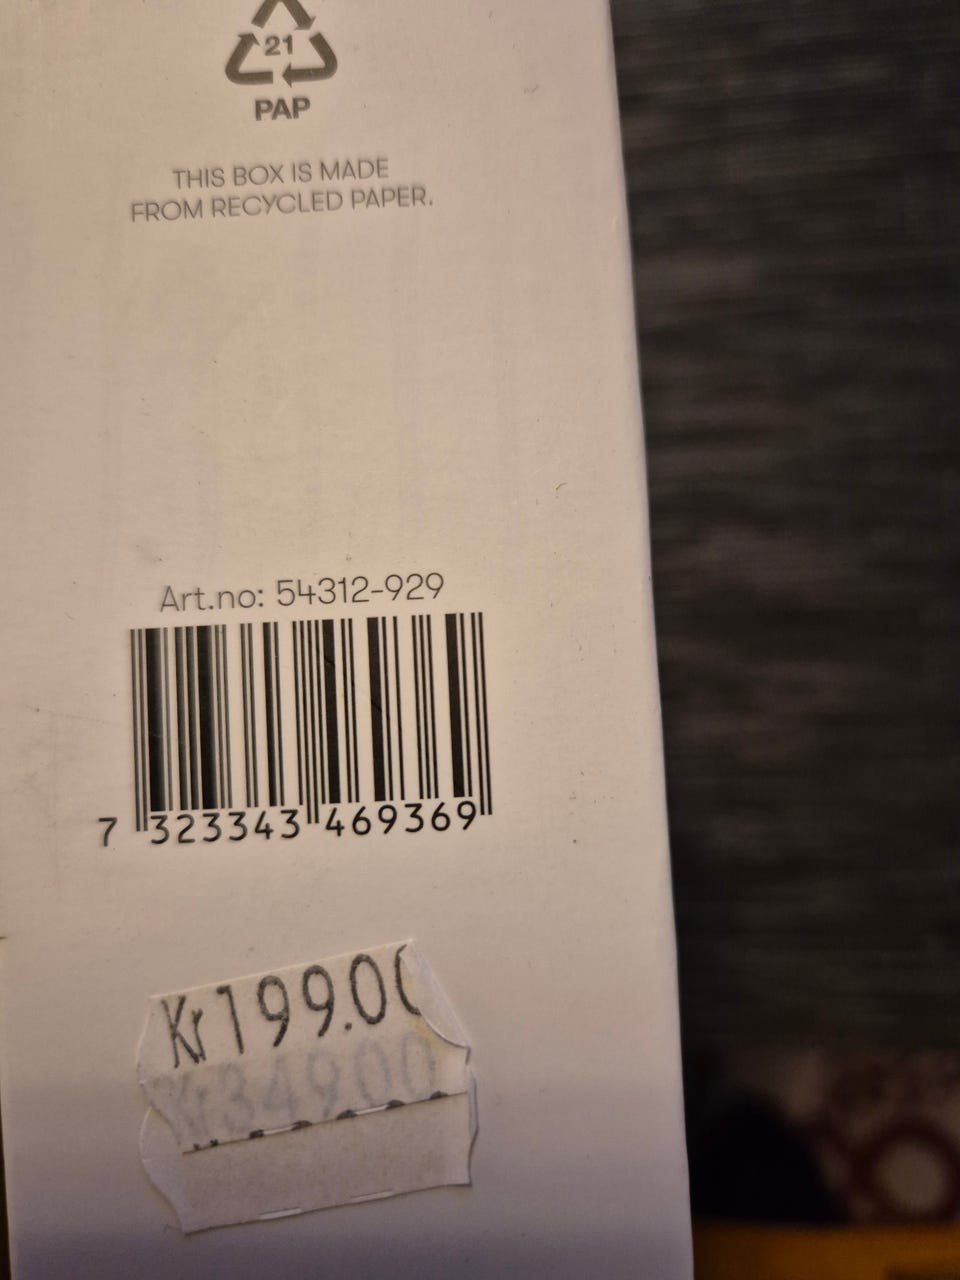 21
PAP
THIS BOX IS MADE
FROM RECYCLED PAPER.
Art.no: 54312-929
7 323343 469369
Kr199.00
Kr349.00